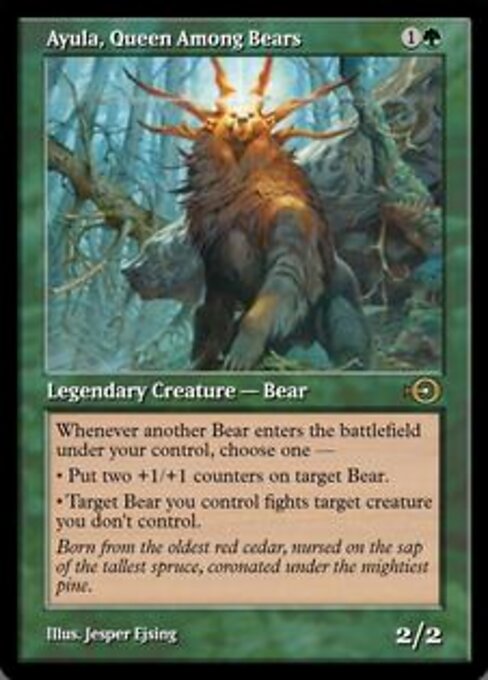 Ayula, Queen Among Bears 1
Legendary Creature — Bear
Whenever another Bear enters the battlefield
under your control, choose one —
• Put two +1/+1 counters on target Bear.
• Target Bear you control fights target creature
you don't control.
Born from the oldest red cedar, nursed on the sap
of the tallest spruce, coronated under the mightiest
pine.
Illus. Jesper Ejsing 2/2